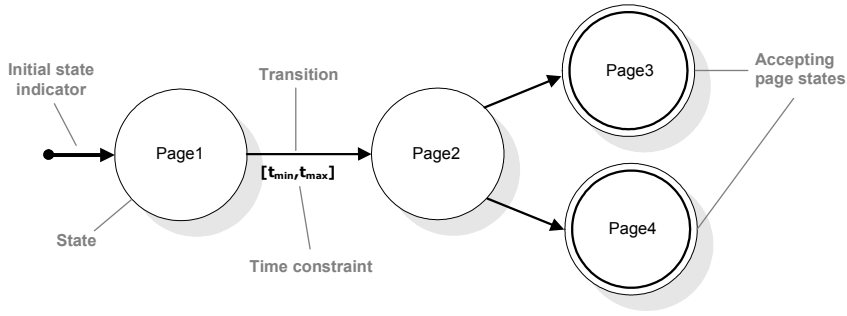 Initial state
indicator
Transition
Page3
Accepting
page states
Page1
Page2
[tmin,tmax]
Page4
State
Time constraint